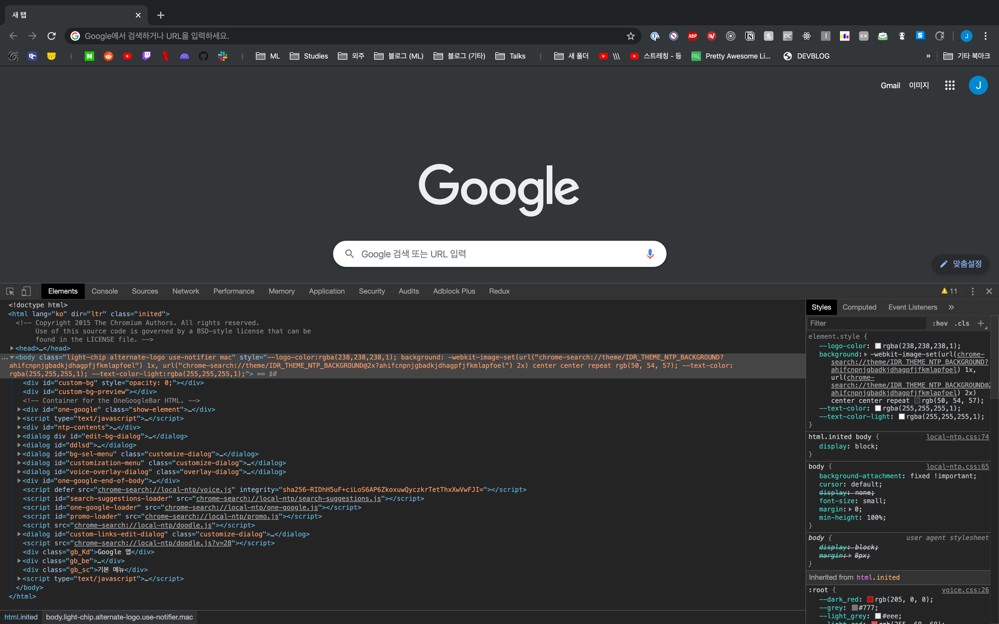 새 탭
Google에서 검색하거나 URL을 입력하세요.
ML
Studies
외주
블로그 (ML)
블로그 (기타)
Talks
새 폴더
\\\
스트레칭 - 등
Pretty Awesome Li...
DEVBLOG
»
기타 북마크
Gmail 이미지
J
Google
Google 검색 또는 URL 입력
맞춤설정
Elements Console Sources Network Performance Memory Application Security Audits Adblock Plus Redux
11
<!doctype html>
<html lang="ko" dir="ltr" class="inited">
<!-- Copyright 2015 The Chromium Authors. All rights reserved.
Use of this source code is governed by a BSD-style license that can be
found in the LICENSE file. -->
<head>…</head>
<body class="light-chip alternate-logo use-notifier mac" style="--logo-color:rgba(238,238,238,1); background: -webkit-image-set(url("chrome-search://theme/IDR_THEME_NTP_BACKGROUND?
ahifcnpnjgbadkjdhagpfjfkmlapfoel") 1x, url("chrome-search://theme/IDR_THEME_NTP_BACKGROUND@2x?ahifcnpnjgbadkjdhagpfjfkmlapfoel") 2x) center center repeat rgb(50, 54, 57); --text-color:
rgba(255,255,255,1); --text-color-light:rgba(255,255,255,1);"> == $0
<div id="custom-bg" style="opacity: 0;"></div>
<div id="custom-bg-preview"></div>
<!-- Container for the OneGoogleBar HTML. -->
<div id="one-google" class="show-element">…</div>
<script type="text/javascript">…</script>
<div id="ntp-contents">…</div>
<dialog div id="edit-bg-dialog">…</dialog>
<dialog id="ddlsd">…</dialog>
<dialog id="bg-sel-menu" class="customize-dialog">…</dialog>
<dialog id="customization-menu" class="customize-dialog">…</dialog>
<dialog id="voice-overlay-dialog" class="overlay-dialog">…</dialog>
<div id="one-google-end-of-body">…</div>
<script defer src="chrome-search://local-ntp/voice.js" integrity="sha256-RIDhH5uF+ciLoS6AP6ZkoxuwQyczkrTetThxXwVwFJI="></script>
<script id="search-suggestions-loader" src="chrome-search://local-ntp/search-suggestions.js"></script>
<script id="one-google-loader" src="chrome-search://local-ntp/one-google.js"></script>
<script id="promo-loader" src="chrome-search://local-ntp/promo.js"></script>
<script src="chrome-search://local-ntp/doodle.js"></script>
<dialog id="custom-links-edit-dialog" class="customize-dialog">…</dialog>
<script src="chrome-search://local-ntp/doodle.js?v=28"></script>
<div class="gb_Kd">Google 앱</div>
<div class="gb_be">…</div>
<div class="gb_sc">기본 메뉴</div>
<script type="text/javascript">…</script>
</body>
</html>
html.inited body.light-chip.alternate-logo.use-notifier.mac
Styles Computed Event Listeners »
Filter :hov .cls +
element.style {
--logo-color: rgba(238,238,238,1);
background: -webkit-image-set(url(chrome-
search://theme/IDR_THEME_NTP_BACKGROUND?
ahifcnpnjgbadkjdhagpfjfkmlapfoel) 1x,
url(chrome-
search://theme/IDR_THEME_NTP_BACKGROUND@2x?
ahifcnpnjgbadkjdhagpfjfkmlapfoel) 2x)
center center repeat rgb(50, 54, 57);
--text-color: rgba(255,255,255,1);
--text-color-light: rgba(255,255,255,1);
}
html.inited body { local-ntp.css:74
display: block;
}
body { local-ntp.css:65
background-attachment: fixed !important;
cursor: default;
display: none;
font-size: small;
margin: 0;
min-height: 100%;
}
body { user agent stylesheet
display: block;
margin: 8px;
}
Inherited from html.inited
:root { voice.css:26
--dark_red: rgb(205, 0, 0);
--grey: #777;
--light_grey: #eee;